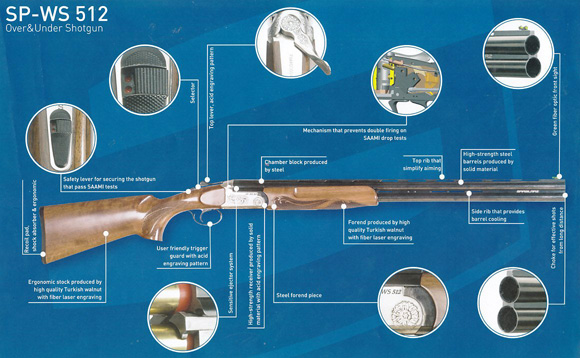 SP-WS 512
Over&Under Shotgun
Selector
Top lever, acid engraving pattern
Mechanism that prevents double firing on
SAAMI drop tests
Green fiber optic front sight
Safety lever for securing the shotgun
that pass SAAMI tests
Chamber block produced
by steel
Top rib that
simplify aiming
High-strength steel
barrels produced by
solid material
Recoil pad,
shock absorber & ergonomic
Ergonomic stock produced by
high quality Turkish walnut
with fiber laser engraving
User friendly trigger
guard with acid
engraving pattern
Sensitive ejector system
High-strength receiver produced by solid
material with acid engraving pattern
Forend produced by high
quality Turkish walnut
with fiber laser engraving
Steel forend piece
Side rib that provides
barrel cooling
Choke for effective shots
from long distance
WS 512